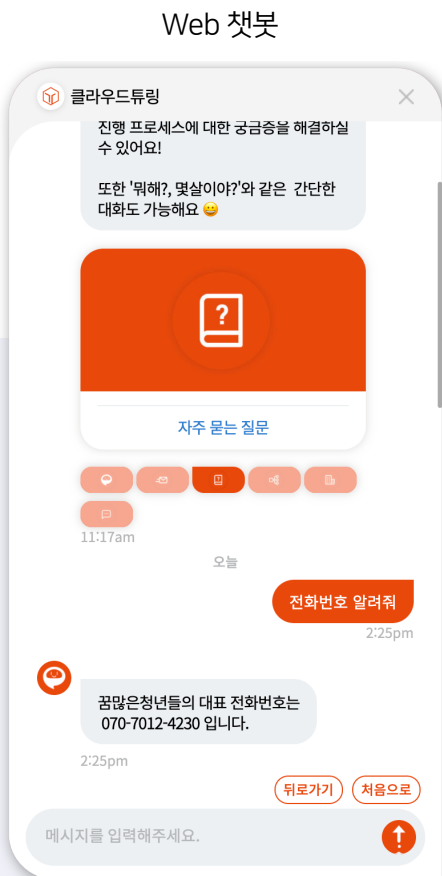 Web 챗봇
클라우드튜링
진행 프로세스에 대한 궁금증을 해결하실
수 있어요!
또한 '뭐해?, 몇살이야?'와 같은 간단한
대화도 가능해요 😄
?
자주 묻는 질문
11:17am
오늘
전화번호 알려줘
2:25pm
꿈많은청년들의 대표 전화번호는
070-7012-4230 입니다.
2:25pm
뒤로가기 처음으로
메시지를 입력해주세요.